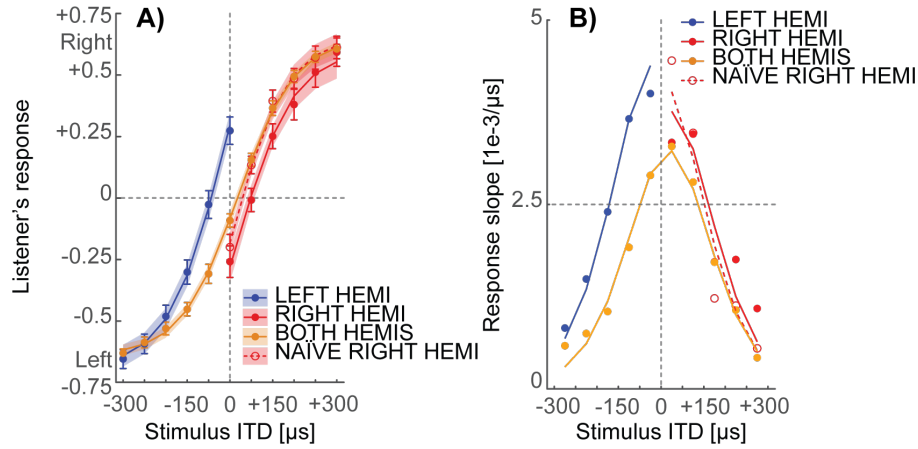 A)
+0.75
Right
+0.5
+0.25
0
-0.25
-0.5
Left
-0.75
Listener's response
-300
-150
0
+150
+300
Stimulus ITD [µs]
LEFT HEMI
RIGHT HEMI
BOTH HEMIS
NAÏVE RIGHT HEMI
B)
5
2.5
0
Response slope [1e-3/µs]
-300
-150
0
+150
+300
Stimulus ITD [µs]
LEFT HEMI
RIGHT HEMI
BOTH HEMIS
NAÏVE RIGHT HEMI